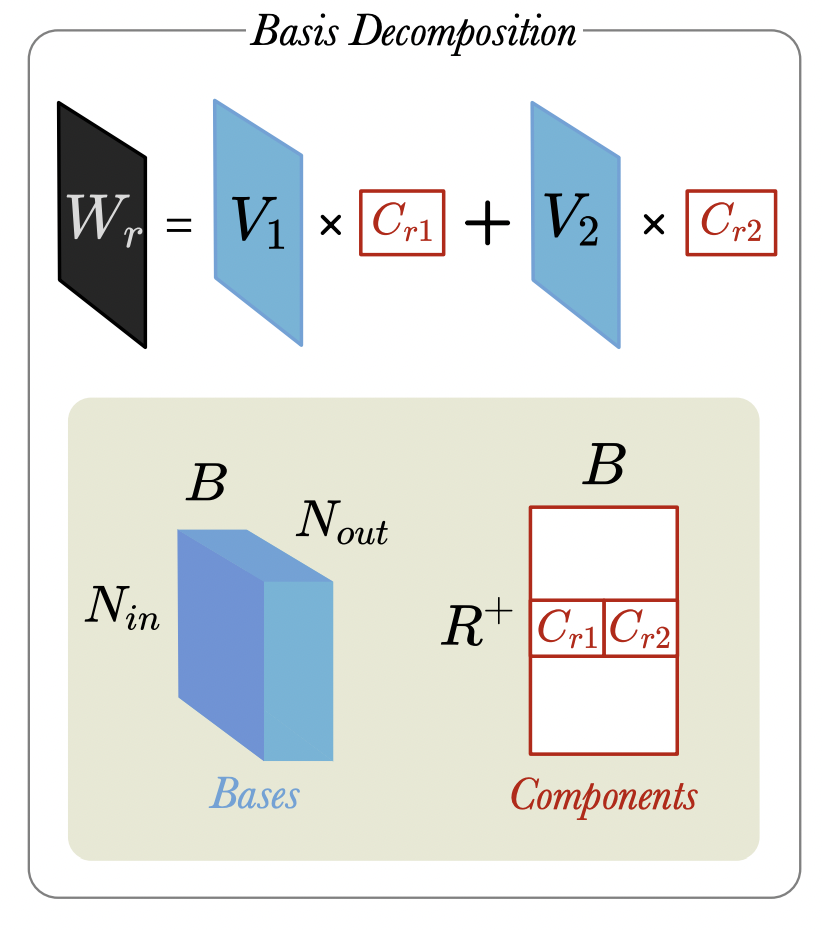 Basis Decomposition
W_r = V_1 × C_{r1} + V_2 × C_{r2}
B
N_{out}
N_{in}
Bases
B
R^+
C_{r1} C_{r2}
Components